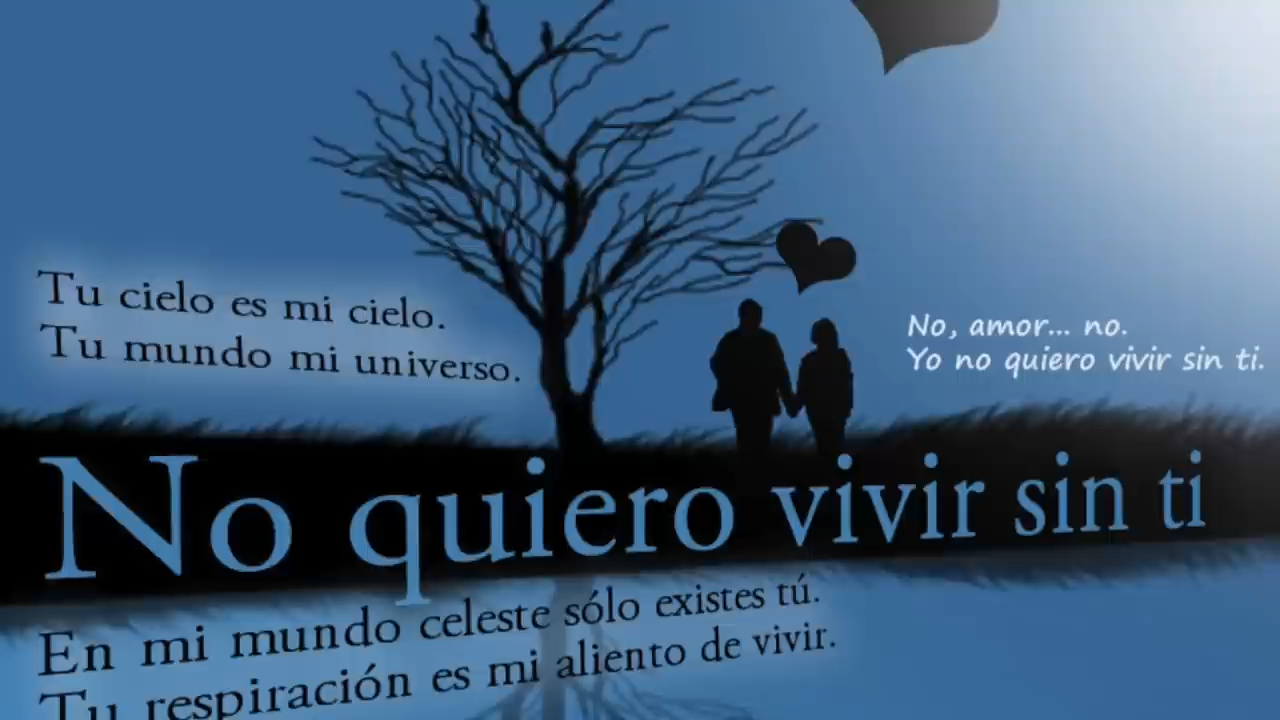 Tu cielo es mi cielo.
Tu mundo mi universo.
No, amor... no.
Yo no quiero vivir sin ti.
No quiero vivir sin ti
En mi mundo celeste sólo existes tú.
Tu respiración es mi aliento de vivir.